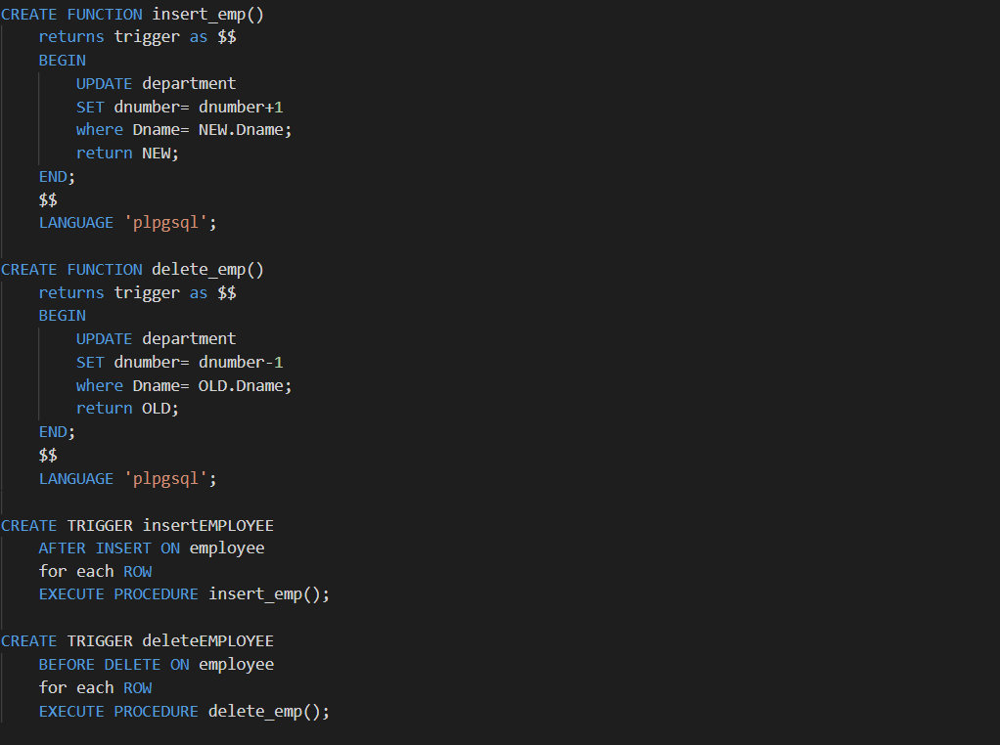 CREATE FUNCTION insert_emp()
    returns trigger as $$
    BEGIN
        UPDATE department
        SET dnumber= dnumber+1
        where Dname= NEW.Dname;
        return NEW;
    END;
    $$
    LANGUAGE 'plpgsql';

CREATE FUNCTION delete_emp()
    returns trigger as $$
    BEGIN
        UPDATE department
        SET dnumber= dnumber-1
        where Dname= OLD.Dname;
        return OLD;
    END;
    $$
    LANGUAGE 'plpgsql';

CREATE TRIGGER insertEMPLOYEE
    AFTER INSERT ON employee
    for each ROW
    EXECUTE PROCEDURE insert_emp();

CREATE TRIGGER deleteEMPLOYEE
    BEFORE DELETE ON employee
    for each ROW
    EXECUTE PROCEDURE delete_emp();